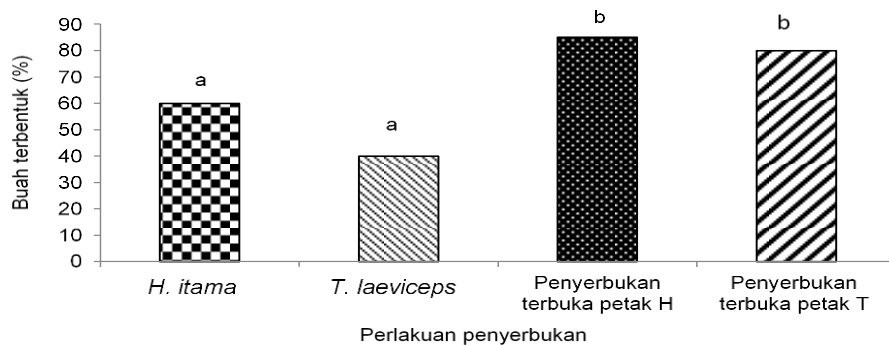 Buah terbentuk (%)
90
80
70
60
50
40
30
20
10
0
a
a
b
b
H. itama
T. laeviceps
Penyerbukan
terbuka petak H
Penyerbukan
terbuka petak T
Perlakuan penyerbukan